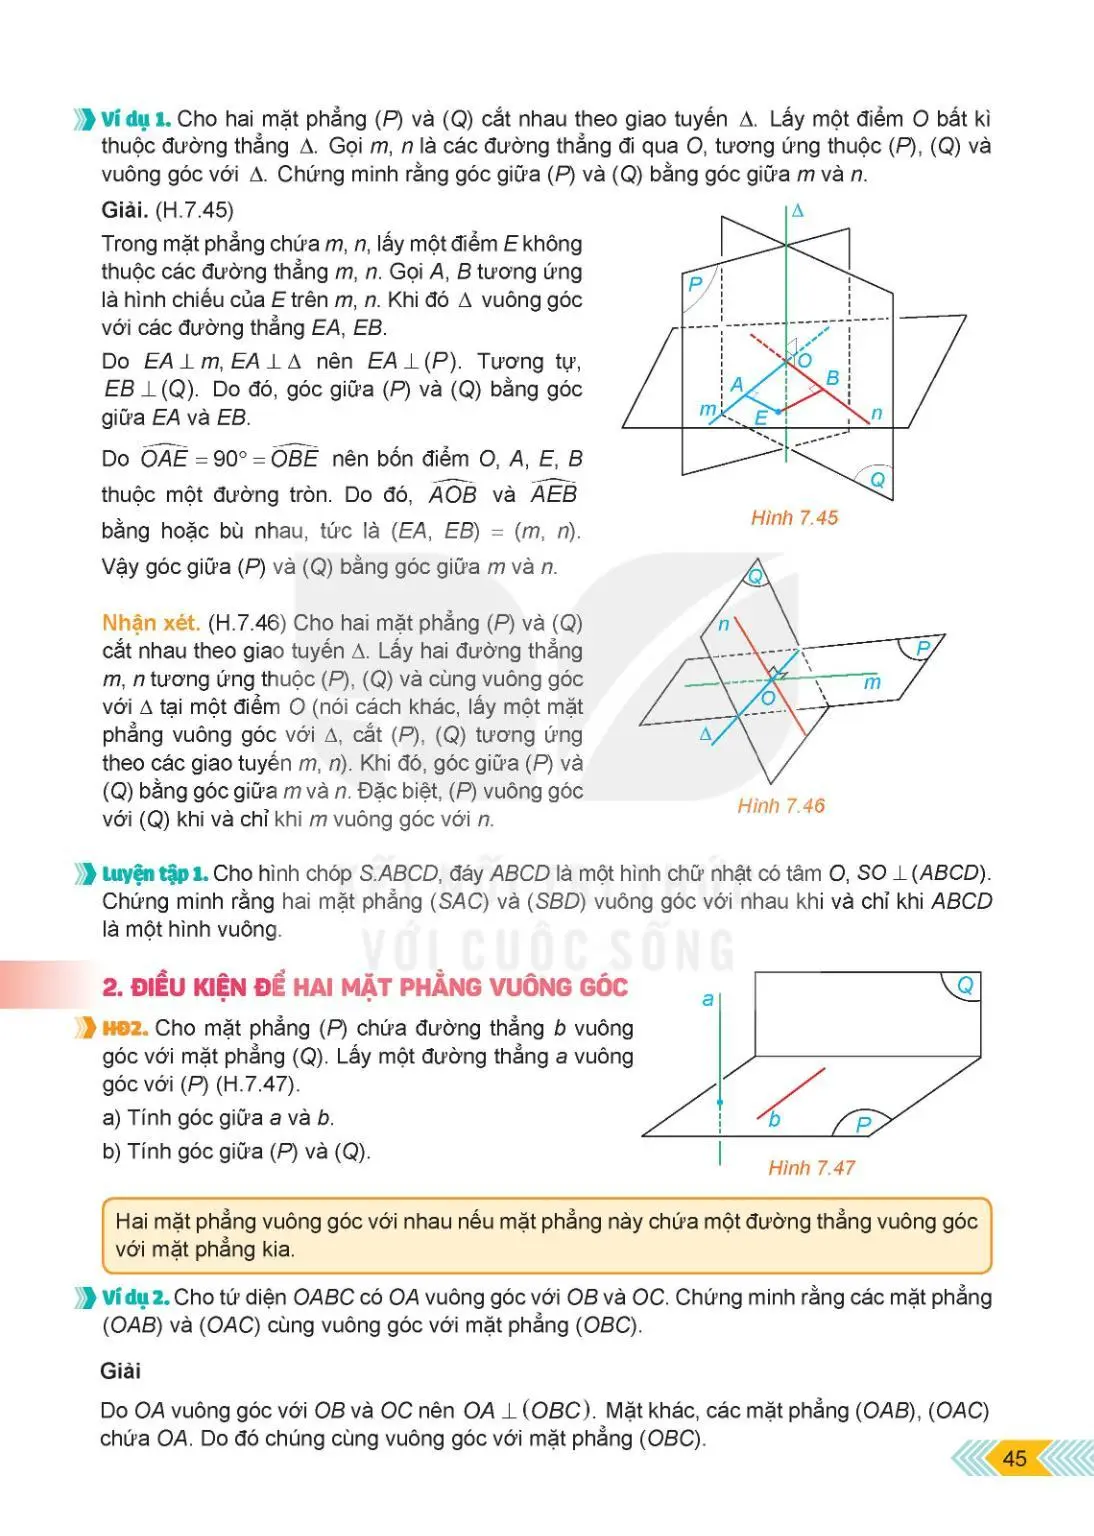 Ví dụ 1. Cho hai mặt phẳng (P) và (Q) cắt nhau theo giao tuyến Δ. Lấy một điểm O bất kì
thuộc đường thẳng Δ. Gọi m, n là các đường thẳng đi qua O, tương ứng thuộc (P), (Q) và
vuông góc với Δ. Chứng minh rằng góc giữa (P) và (Q) bằng góc giữa m và n.
Giải. (H.7.45)
Trong mặt phẳng chứa m, n, lấy một điểm E không
thuộc các đường thẳng m, n. Gọi A, B tương ứng
là hình chiếu của E trên m, n. Khi đó Δ vuông góc
với các đường thẳng EA, EB.
Do EA ⊥ m, EA ⊥ Δ nên EA ⊥ (P). Tương tự,
EB ⊥ (Q). Do đó, góc giữa (P) và (Q) bằng góc
giữa EA và EB.
Do \widehat{OAE} = 90° = \widehat{OBE} nên bốn điểm O, A, E, B
thuộc một đường tròn. Do đó, \widehat{AOB} và \widehat{AEB}
bằng hoặc bù nhau, tức là (EA, EB) = (m, n).
Vậy góc giữa (P) và (Q) bằng góc giữa m và n.
Δ
P
O
A
B
m
E
n
Q
Hình 7.45
Nhận xét. (H.7.46) Cho hai mặt phẳng (P) và (Q)
cắt nhau theo giao tuyến Δ. Lấy hai đường thẳng
m, n tương ứng thuộc (P), (Q) và cùng vuông góc
với Δ tại một điểm O (nói cách khác, lấy một mặt
phẳng vuông góc với Δ, cắt (P), (Q) tương ứng
theo các giao tuyến m, n). Khi đó, góc giữa (P) và
(Q) bằng góc giữa m và n. Đặc biệt, (P) vuông góc
với (Q) khi và chỉ khi m vuông góc với n.
Q
n
P
m
O
Δ
Hình 7.46
Luyện tập 1. Cho hình chóp S.ABCD, đáy ABCD là một hình chữ nhật có tâm O, SO ⊥ (ABCD).
Chứng minh rằng hai mặt phẳng (SAC) và (SBD) vuông góc với nhau khi và chỉ khi ABCD
là một hình vuông.
KẾT NỐI TRI THỨC
VỚI CUỘC SỐNG
2. ĐIỀU KIỆN ĐỂ HAI MẶT PHẲNG VUÔNG GÓC
HĐ2. Cho mặt phẳng (P) chứa đường thẳng b vuông
góc với mặt phẳng (Q). Lấy một đường thẳng a vuông
góc với (P) (H.7.47).
a) Tính góc giữa a và b.
b) Tính góc giữa (P) và (Q).
a
Q
b
P
Hình 7.47
Hai mặt phẳng vuông góc với nhau nếu mặt phẳng này chứa một đường thẳng vuông góc
với mặt phẳng kia.
Ví dụ 2. Cho tứ diện OABC có OA vuông góc với OB và OC. Chứng minh rằng các mặt phẳng
(OAB) và (OAC) cùng vuông góc với mặt phẳng (OBC).
Giải
Do OA vuông góc với OB và OC nên OA ⊥ (OBC). Mặt khác, các mặt phẳng (OAB), (OAC)
chứa OA. Do đó chúng cùng vuông góc với mặt phẳng (OBC).
45